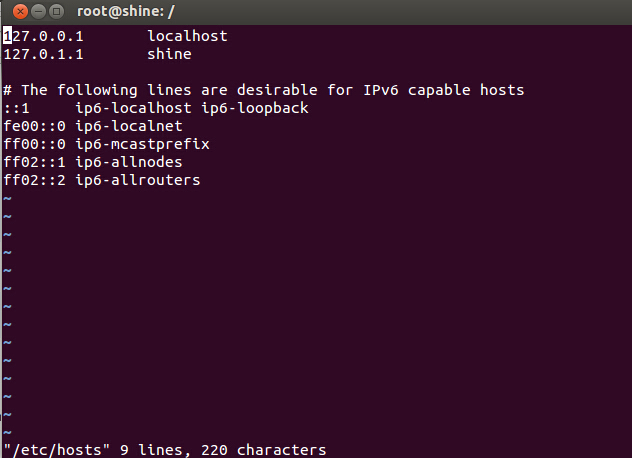 root@shine: /
127.0.0.1       localhost
127.0.1.1       shine

# The following lines are desirable for IPv6 capable hosts
::1     ip6-localhost ip6-loopback
fe00::0 ip6-localnet
ff00::0 ip6-mcastprefix
ff02::1 ip6-allnodes
ff02::2 ip6-allrouters
~
~
~
~
~
~
~
~
~
~
~
~
~
~
"/etc/hosts" 9 lines, 220 characters